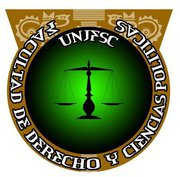 UNJFSC
FACULTAD DE DERECHO Y CIENCIAS POLITICAS